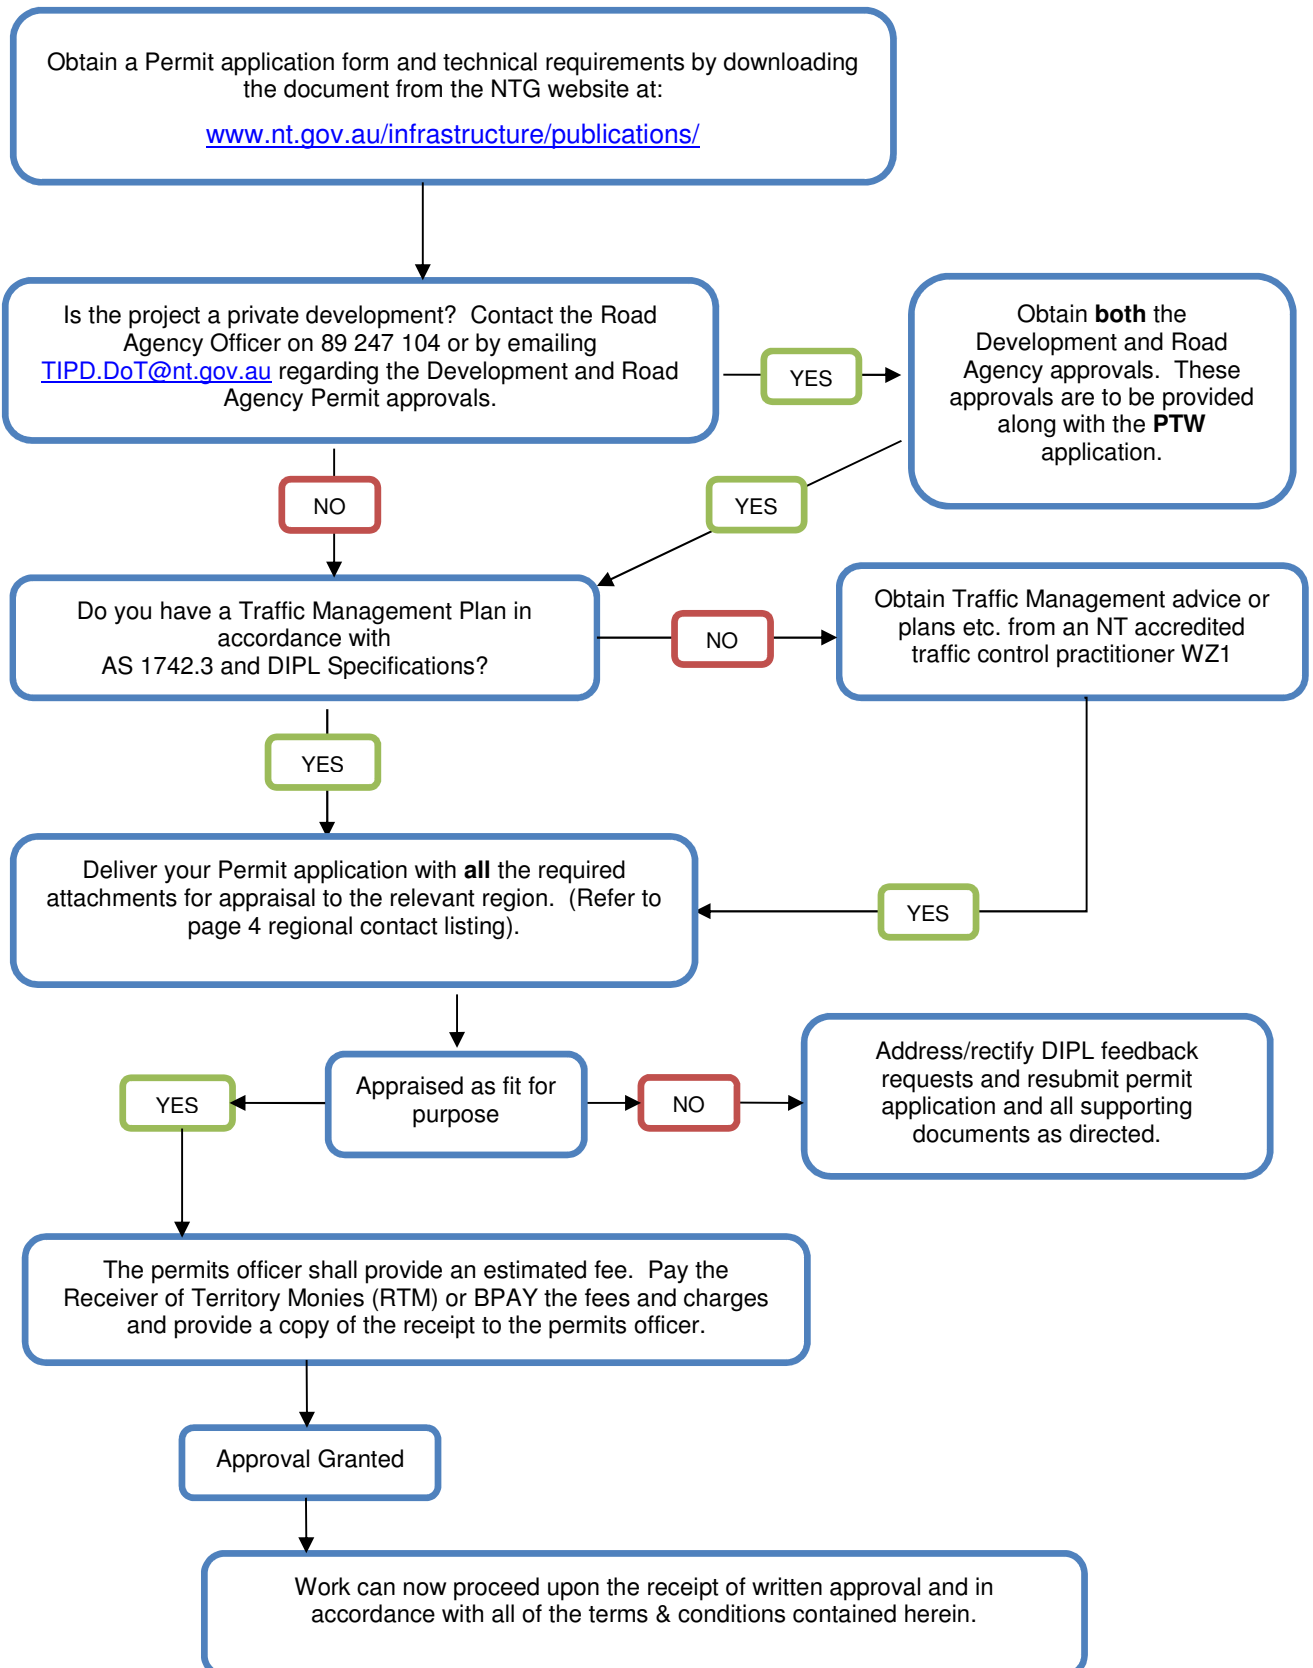 Obtain a Permit application form and technical requirements by downloading
the document from the NTG website at:
www.nt.gov.au/infrastructure/publications/
Is the project a private development?  Contact the Road
Agency Officer on 89 247 104 or by emailing
TIPD.DoT@nt.gov.au regarding the Development and Road
Agency Permit approvals.
YES
Obtain both the
Development and Road
Agency approvals.  These
approvals are to be provided
along with the PTW
application.
NO
YES
Do you have a Traffic Management Plan in
accordance with
AS 1742.3 and DIPL Specifications?
NO
Obtain Traffic Management advice or
plans etc. from an NT accredited
traffic control practitioner WZ1
YES
Deliver your Permit application with all the required
attachments for appraisal to the relevant region.  (Refer to
page 4 regional contact listing).
YES
Appraised as fit for
purpose
YES
NO
Address/rectify DIPL feedback
requests and resubmit permit
application and all supporting
documents as directed.
The permits officer shall provide an estimated fee.  Pay the
Receiver of Territory Monies (RTM) or BPAY the fees and charges
and provide a copy of the receipt to the permits officer.
Approval Granted
Work can now proceed upon the receipt of written approval and in
accordance with all of the terms & conditions contained herein.